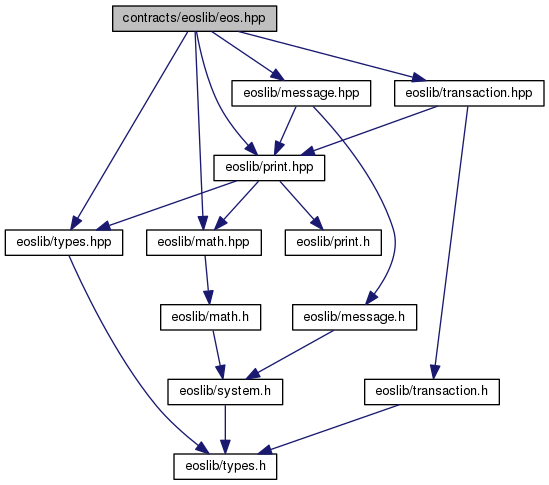 contracts/eoslib/eos.hpp
eoslib/message.hpp
eoslib/transaction.hpp
eoslib/print.hpp
eoslib/types.hpp
eoslib/math.hpp
eoslib/print.h
eoslib/math.h
eoslib/message.h
eoslib/system.h
eoslib/transaction.h
eoslib/types.h